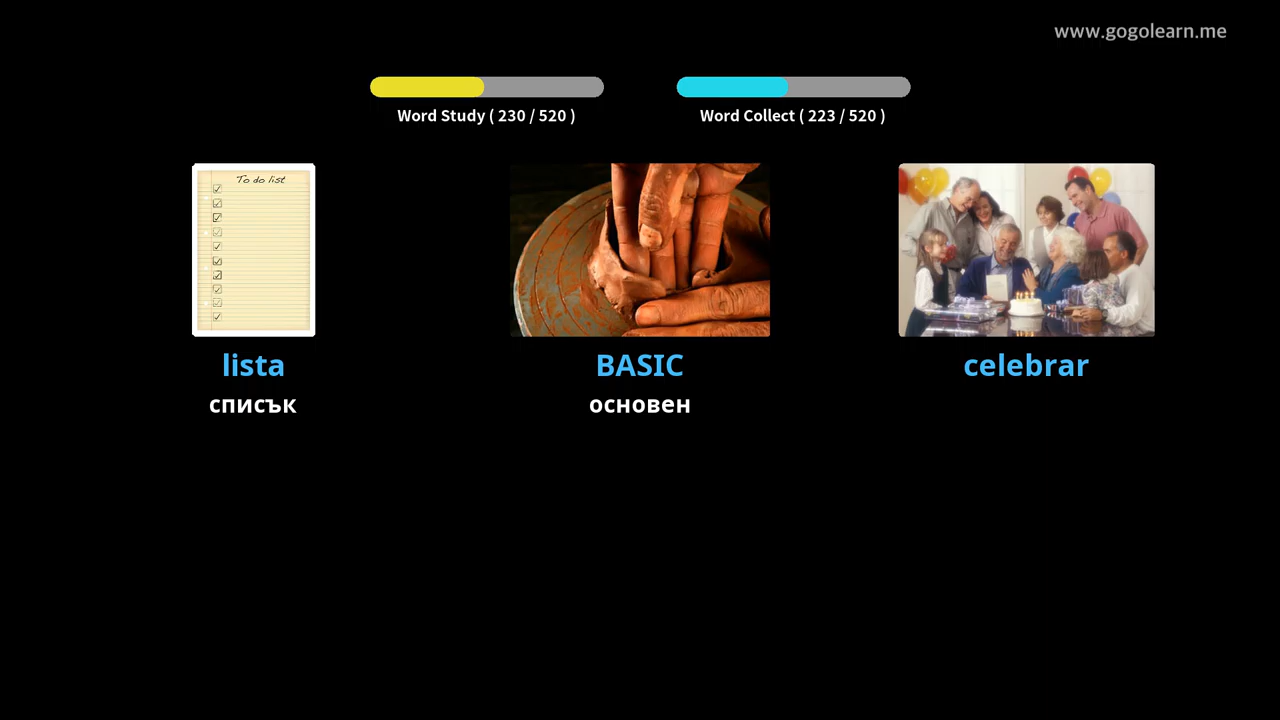 www.gogolearn.me
Word Study ( 230 / 520 )
Word Collect ( 223 / 520 )
To do list
lista
BASIC
celebrar
списък
основен